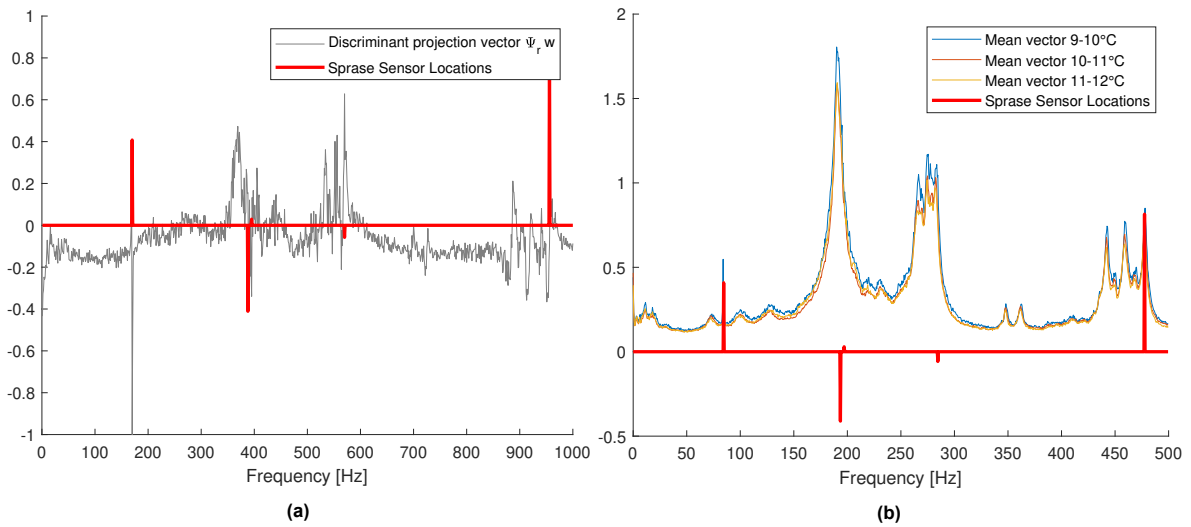 1
0.8
0.6
0.4
0.2
0
-0.2
-0.4
-0.6
-0.8
-1
0 100 200 300 400 500 600 700 800 900 1000
Frequency [Hz]
Discriminant projection vector Ψr w
Sprase Sensor Locations
(a)
2
1.5
1
0.5
0
-0.5
0 50 100 150 200 250 300 350 400 450 500
Frequency [Hz]
Mean vector 9-10°C
Mean vector 10-11°C
Mean vector 11-12°C
Sprase Sensor Locations
(b)